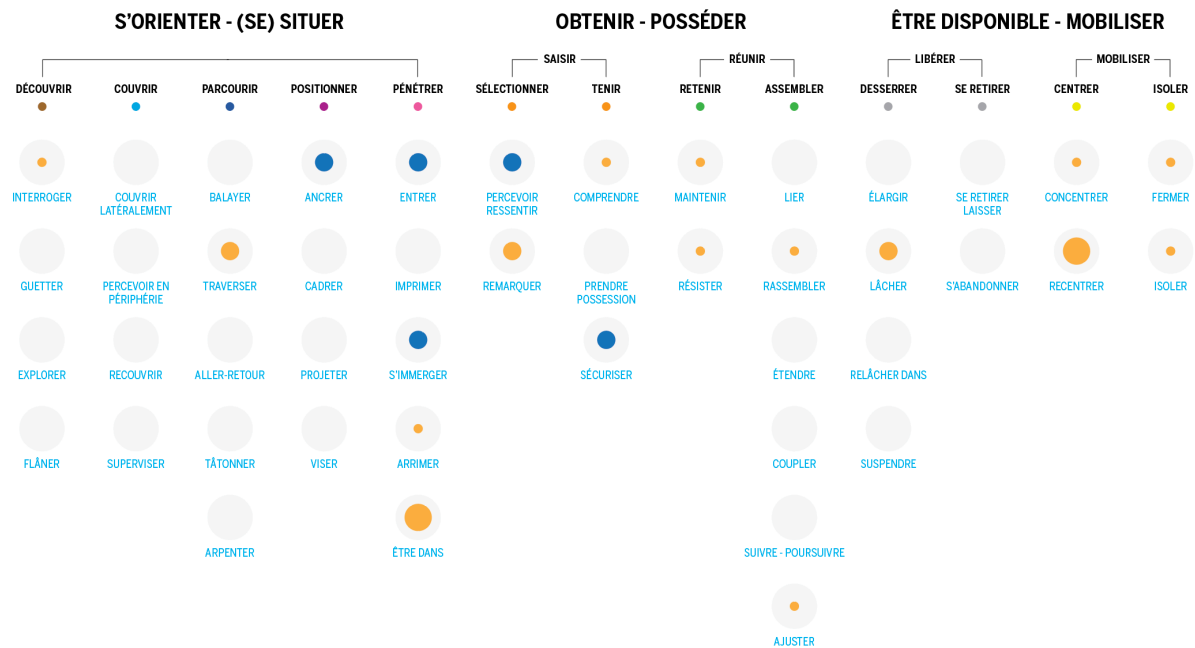 S'ORIENTER - (SE) SITUER
OBTENIR - POSSÉDER
ÊTRE DISPONIBLE - MOBILISER
SAISIR
RÉUNIR
LIBÉRER
MOBILISER
DÉCOUVRIR
COUVRIR
PARCOURIR
POSITIONNER
PÉNÉTRER
SÉLECTIONNER
TENIR
RETENIR
ASSEMBLER
DESSERRER
SE RETIRER
CENTRER
ISOLER
INTERROGER
COUVRIR
LATÉRALEMENT
BALAYER
ANCRER
ENTRER
PERCEVOIR
RESSENTIR
COMPRENDRE
MAINTENIR
LIER
ÉLARGIR
SE RETIRER
LAISSER
CONCENTRER
FERMER
GUETTER
PERCEVOIR EN
PÉRIPHÉRIE
TRAVERSER
CADRER
IMPRIMER
REMARQUER
PRENDRE
POSSESSION
RÉSISTER
RASSEMBLER
LÂCHER
S'ABANDONNER
RECENTRER
ISOLER
EXPLORER
RECOUVRIR
ALLER-RETOUR
PROJETER
S'IMMERGER
SÉCURISER
ÉTENDRE
RELÂCHER DANS
FLÂNER
SUPERVISER
TÂTONNER
VISER
ARRIMER
COUPLER
SUSPENDRE
ARPENTER
ÊTRE DANS
SUIVRE - POURSUIVRE
AJUSTER